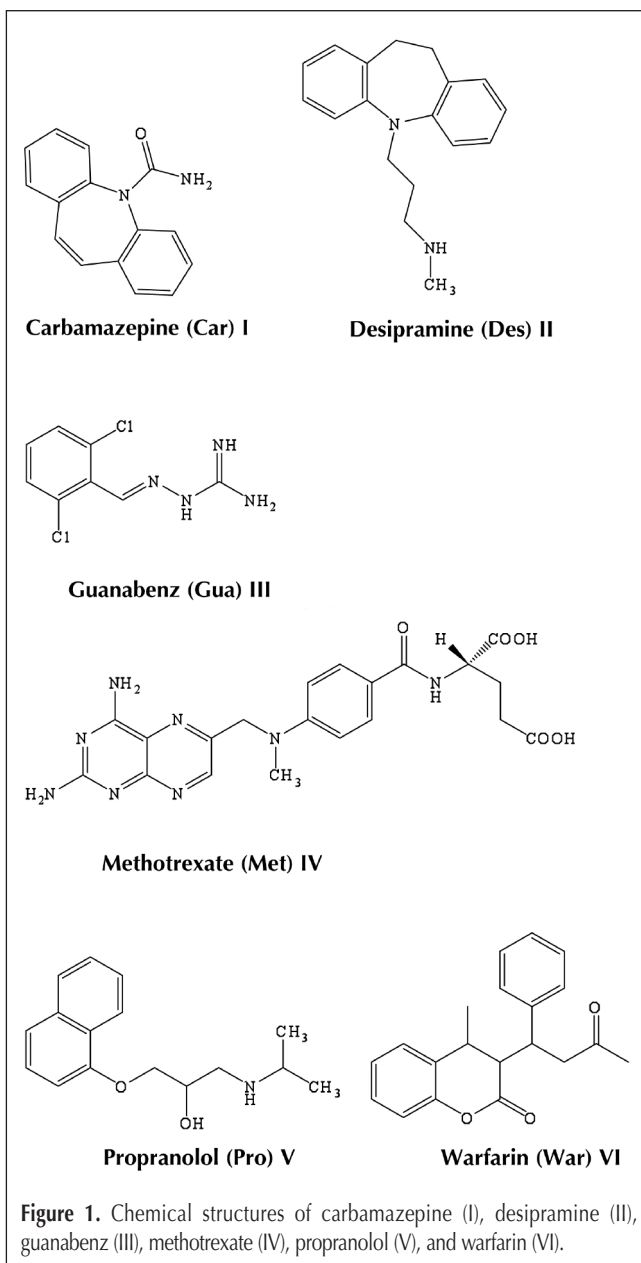 O
N
NH2
Carbamazepine (Car) I
N
NH
CH3
Desipramine (Des) II
Cl
Cl
N
N
H
NH
NH2
Guanabenz (Gua) III
NH2
N
N
H2N
N
N
N
CH3
O
N
H
H
COOH
COOH
Methotrexate (Met) IV
O
OH
N
H
CH3
CH3
Propranolol (Pro) V
O
O
O
Warfarin (War) VI
Figure 1. Chemical structures of carbamazepine (I), desipramine (II),
guanabenz (III), methotrexate (IV), propranolol (V), and warfarin (VI).